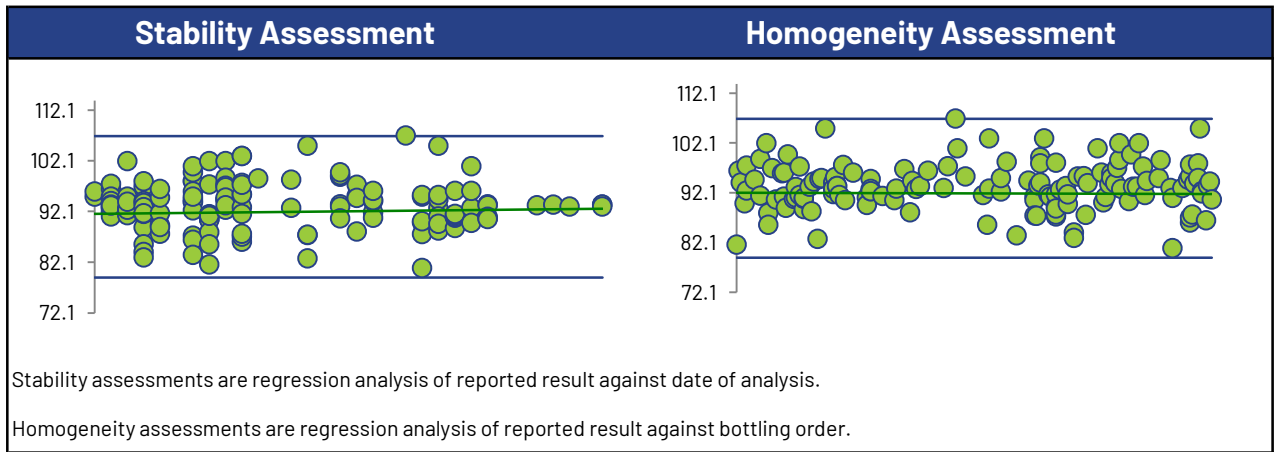 Stability Assessment
Homogeneity Assessment
112.1
102.1
92.1
82.1
72.1
112.1
102.1
92.1
82.1
72.1
Stability assessments are regression analysis of reported result against date of analysis.
Homogeneity assessments are regression analysis of reported result against bottling order.